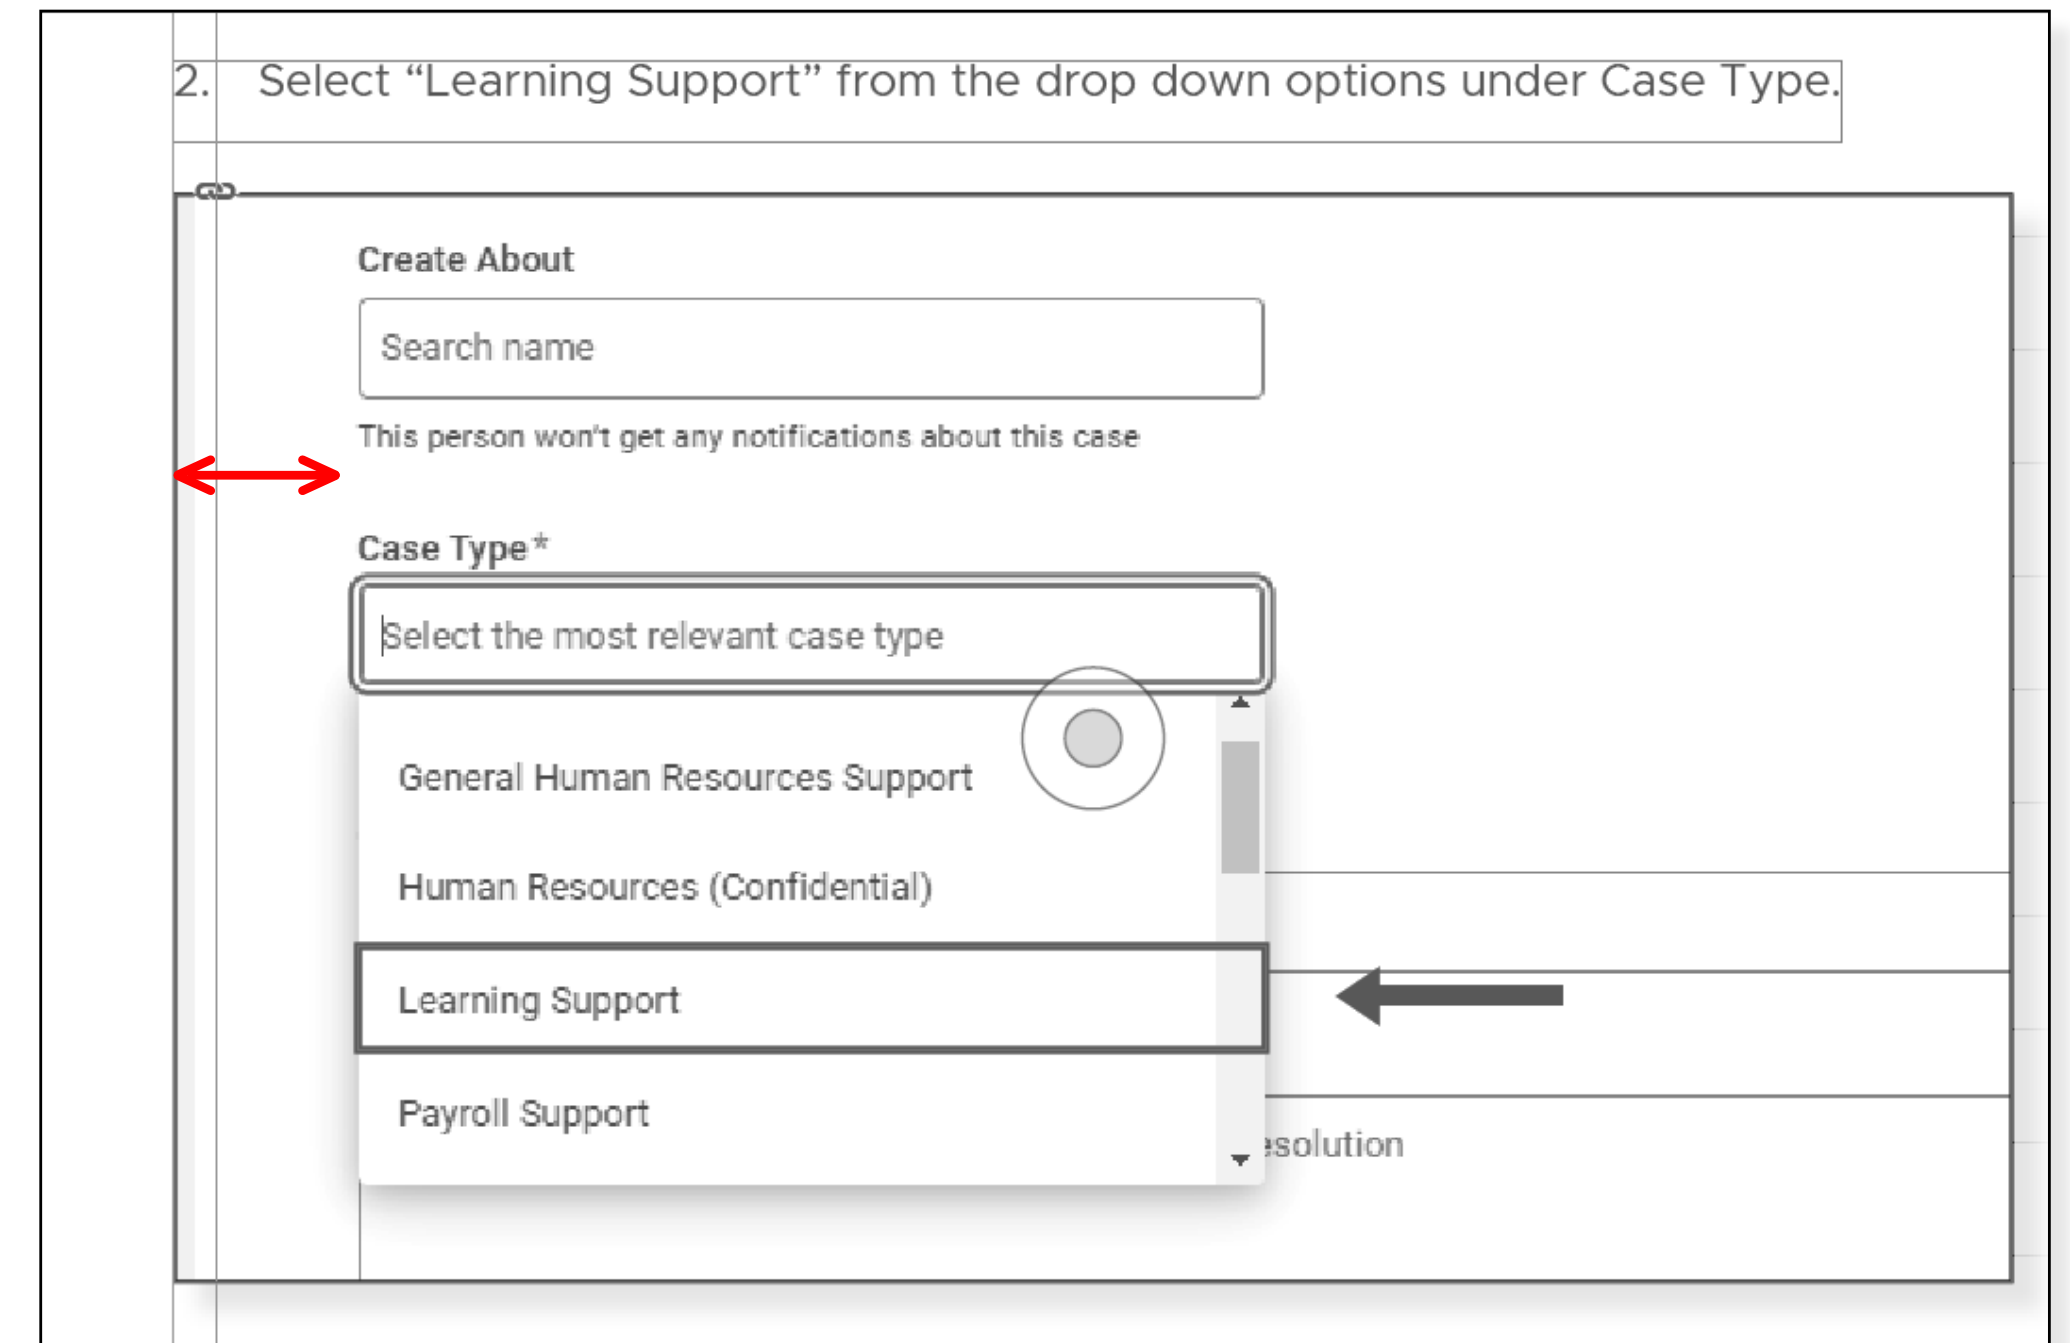 2. Select “Learning Support” from the drop down options under Case Type.
Create About
Search name
This person won't get any notifications about this case
Case Type*
Select the most relevant case type
General Human Resources Support
Human Resources (Confidential)
Learning Support
Payroll Support
esolution